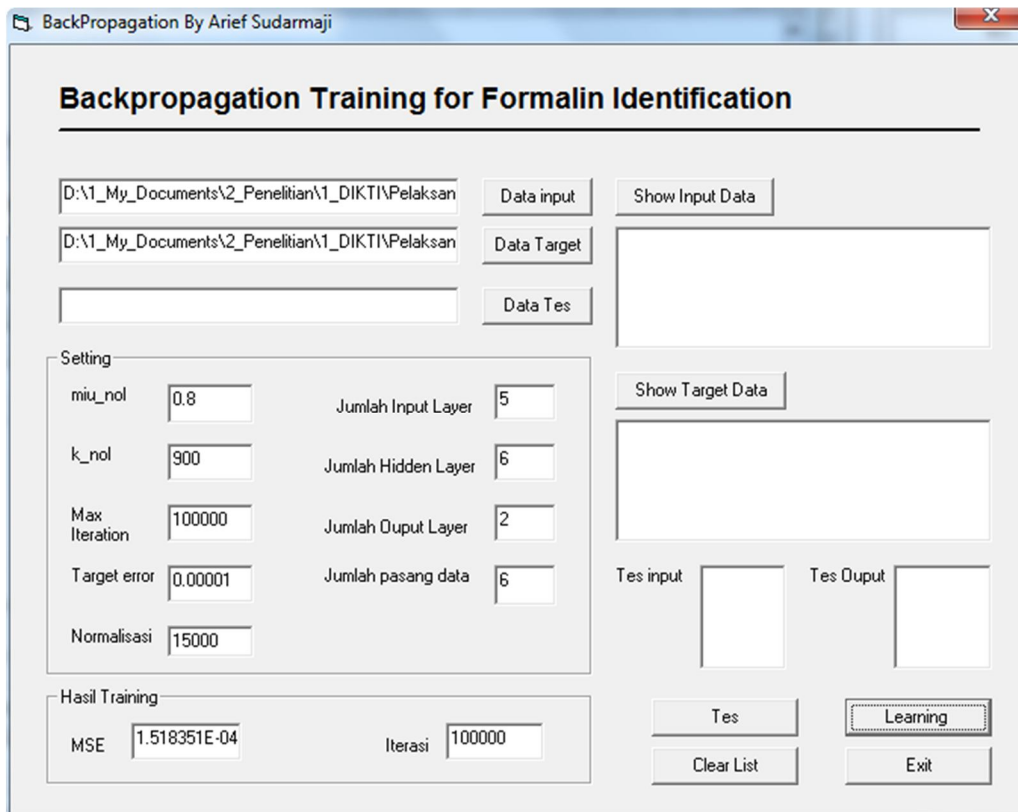 BackPropagation By Arief Sudarmaji
Backpropagation Training for Formalin Identification
D:\1_My_Documents\2_Penelitian\1_DIKTI\Pelaksan
Data input
Show Input Data
D:\1_My_Documents\2_Penelitian\1_DIKTI\Pelaksan
Data Target
Data Tes
Setting
miu_nol
0.8
Jumlah Input Layer
5
Show Target Data
k_nol
900
Jumlah Hidden Layer
6
Max
Iteration
100000
Jumlah Ouput Layer
2
Target error
0.00001
Jumlah pasang data
6
Tes input
Tes Ouput
Normalisasi
15000
Hasil Training
MSE
1.518351E-04
Iterasi
100000
Tes
Learning
Clear List
Exit